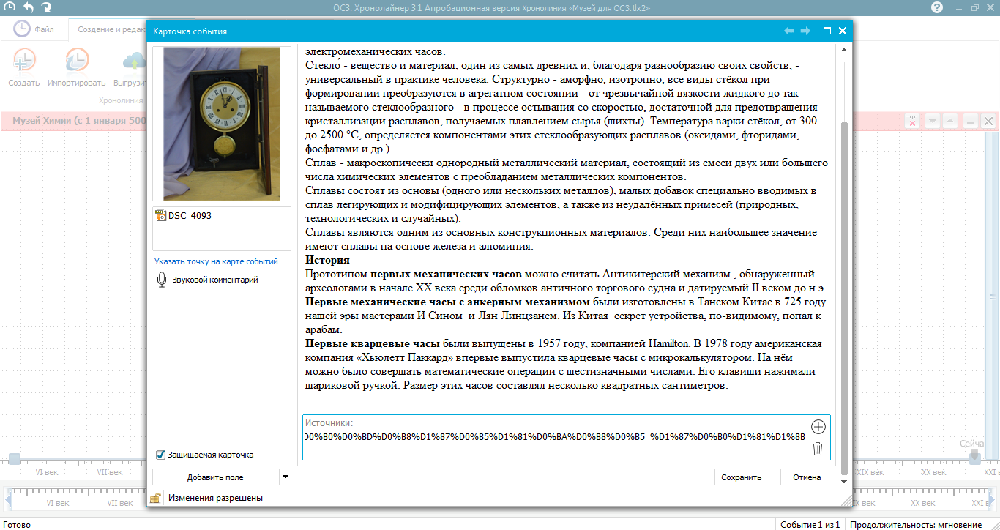 ОС3. Хронолайнер 3.1 Апробационная версия Хронолиния «Музей для ОС3.tlx2»
Файл
Создание и редак
Создать
Импортировать
Выгрузит
Хронолиния
Музей Химии (с 1 января 500
Карточка события
DSC_4093
Указать точку на карте событий
Звуковой комментарий
Защищаемая карточка
Добавить поле
электромеханических часов.
Стекло́ - вещество и материал, один из самых древних и, благодаря разнообразию своих свойств, -
универсальный в практике человека. Структурно - аморфно, изотропно; все виды стёкол при
формировании преобразуются в агрегатном состоянии - от чрезвычайной вязкости жидкого до так
называемого стеклообразного - в процессе остывания со скоростью, достаточной для предотвращения
кристаллизации расплавов, получаемых плавлением сырья (шихты). Температура варки стёкол, от 300
до 2500 °C, определяется компонентами этих стеклообразующих расплавов (оксидами, фторидами,
фосфатами и др.).
Сплав - макроскопически однородный металлический материал, состоящий из смеси двух или большего
числа химических элементов с преобладанием металлических компонентов.
Сплавы состоят из основы (одного или нескольких металлов), малых добавок специально вводимых в
сплав легирующих и модифицирующих элементов, а также из неудалённых примесей (природных,
технологических и случайных).
Сплавы являются одним из основных конструкционных материалов. Среди них наибольшее значение
имеют сплавы на основе железа и алюминия.
История
Прототипом первых механических часов можно считать Антикитерский механизм , обнаруженный
археологами в начале XX века среди обломков античного торгового судна и датируемый II веком до н.э.
Первые механические часы с анкерным механизмом были изготовлены в Танском Китае в 725 году
нашей эры мастерами И Сином и Лян Линцзанем. Из Китая секрет устройства, по-видимому, попал к
арабам.
Первые кварцевые часы были выпущены в 1957 году, компанией Hamilton. В 1978 году американская
компания «Хьюлетт Паккард» впервые выпустила кварцевые часы с микрокалькулятором. На нём
можно было совершать математические операции с шестизначными числами. Его клавиши нажимали
шариковой ручкой. Размер этих часов составлял несколько квадратных сантиметров.
Источники:
D0%B0%D0%BD%D0%B8%D1%87%D0%B5%D1%81%D0%BA%D0%B8%D0%B5_%D1%87%D0%B0%D1%81%D1%8B
Сохранить
Отмена
Изменения разрешены
Сейчас
VI век
VII век
XIX век
XX век
XXI
VI век
VII век
IX век
XX век
XXI
Готово
Событие 1 из 1
Продолжительность: мгновение